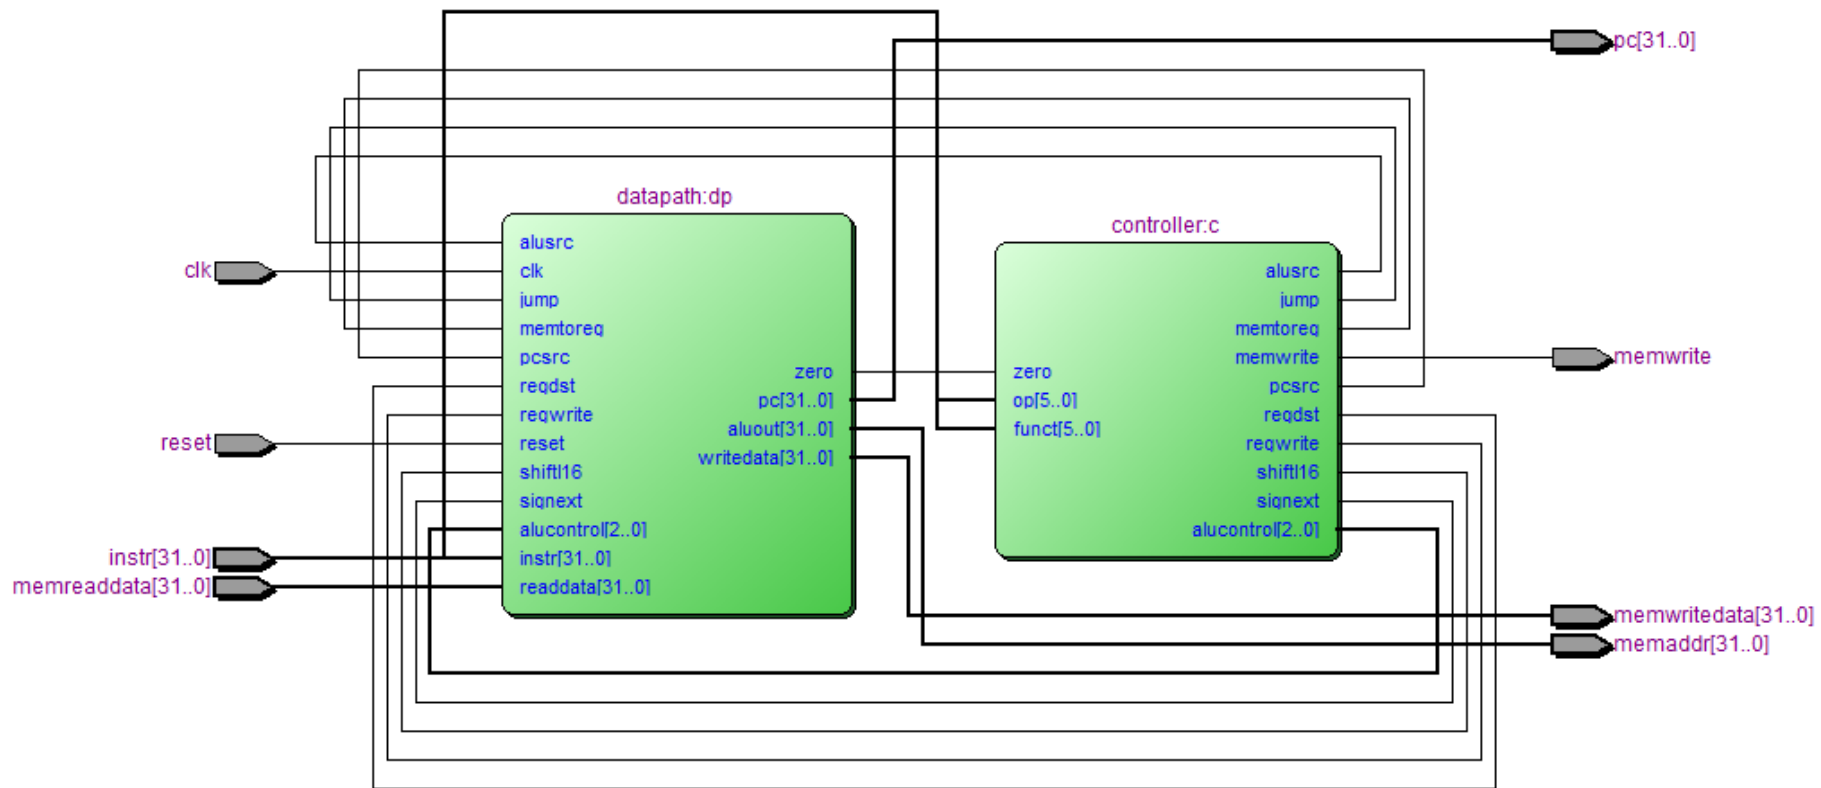 pc[31..0]
datapath:dp
controller:c
clk
reset
instr[31..0]
memreaddata[31..0]
alusrc
clk
jump
memtoreg
pcsrc
regdst
regwrite
reset
shiftl16
signext
alucontrol[2..0]
instr[31..0]
readdata[31..0]
zero
pc[31..0]
aluout[31..0]
writedata[31..0]
zero
op[5..0]
funct[5..0]
alusrc
jump
memtoreg
memwrite
pcsrc
regdst
regwrite
shiftl16
signext
alucontrol[2..0]
memwrite
memwritedata[31..0]
memaddr[31..0]